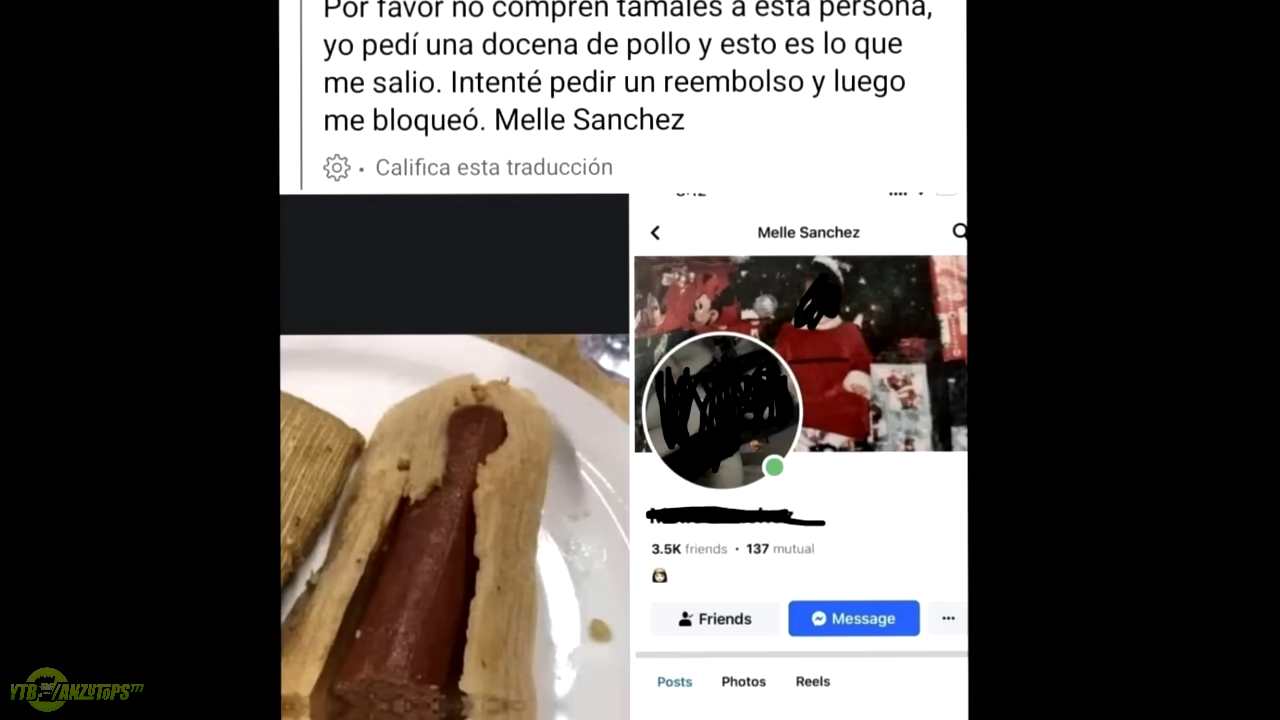 Por favor no compren tamales a esta persona,
yo pedí una docena de pollo y esto es lo que
me salio. Intenté pedir un reembolso y luego
me bloqueó. Melle Sanchez
· Califica esta traducción
Melle Sanchez
3.5K friends · 137 mutual
Friends
Message
Posts
Photos
Reels
YTB/ANZUTOPS777